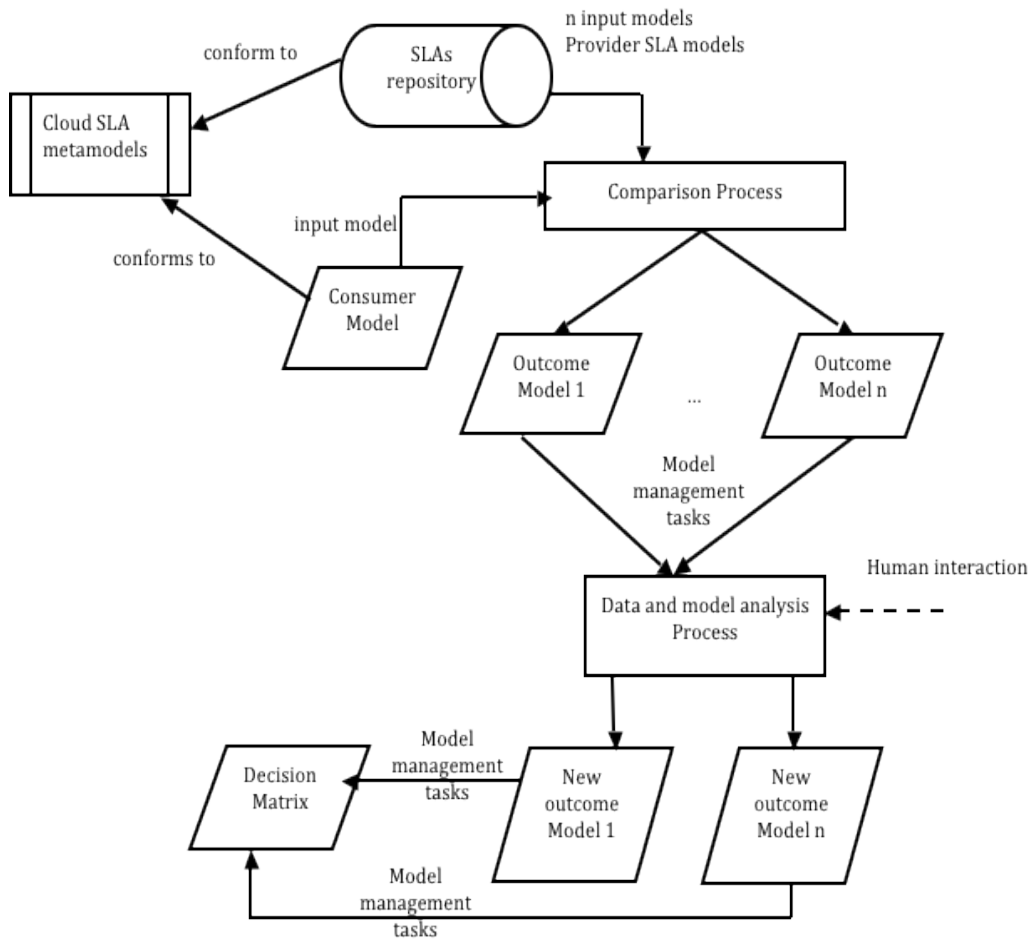 n input models
Provider SLA models
conform to
SLAs
repository
Cloud SLA
metamodels
Comparison Process
input model
conforms to
Consumer
Model
Outcome
Model 1
...
Outcome
Model n
Model
management
tasks
Human interaction
Data and model analysis
Process
Model
management
tasks
Decision
Matrix
New
outcome
Model 1
New
outcome
Model n
Model
management
tasks